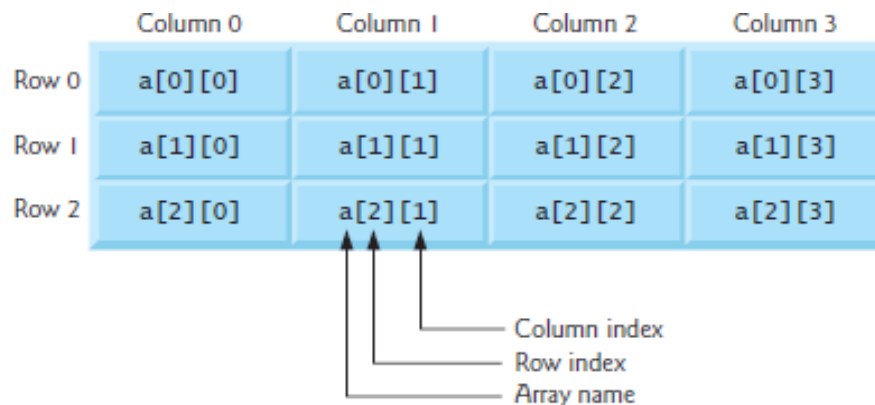 Column 0 Column 1 Column 2 Column 3
Row 0 a[0][0] a[0][1] a[0][2] a[0][3]
Row 1 a[1][0] a[1][1] a[1][2] a[1][3]
Row 2 a[2][0] a[2][1] a[2][2] a[2][3]
Column index
Row index
Array name